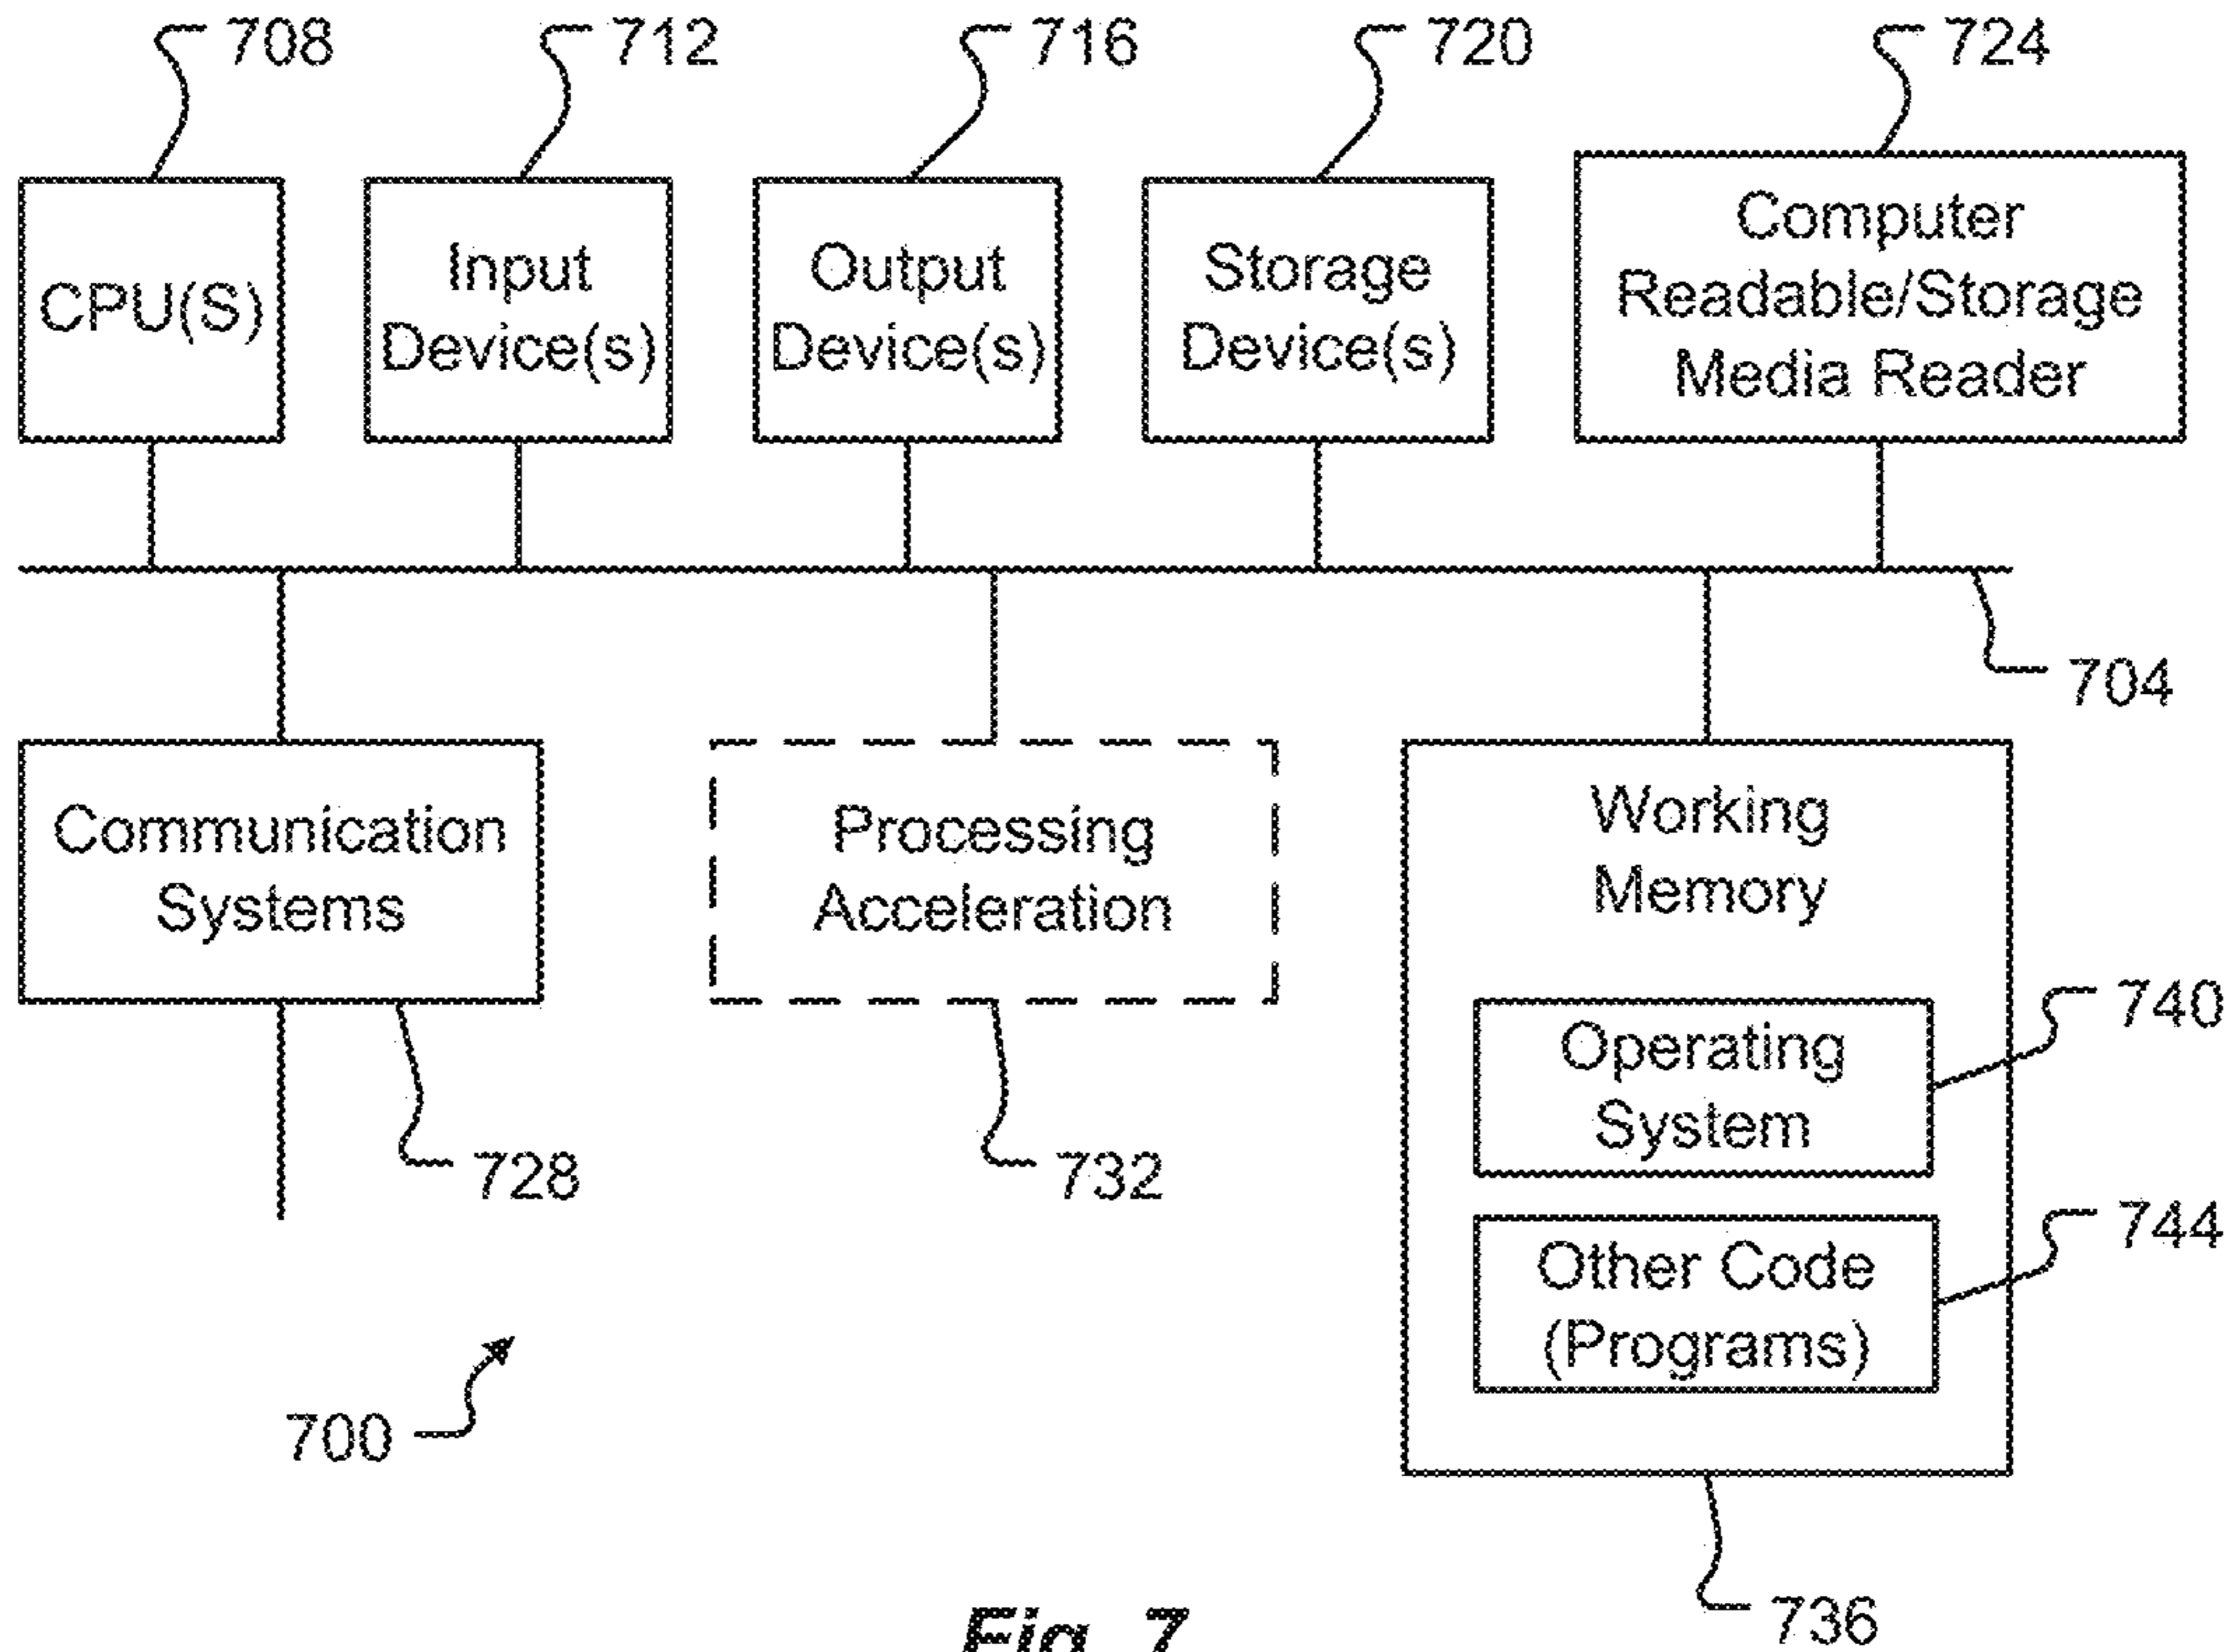 708
712
716
720
724
CPU(S)
Input
Device(s)
Output
Device(s)
Storage
Device(s)
Computer
Readable/Storage
Media Reader
704
Communication
Systems
Processing
Acceleration
Working
Memory
Operating
System
740
728
732
Other Code
(Programs)
744
700
736
Fig. 7